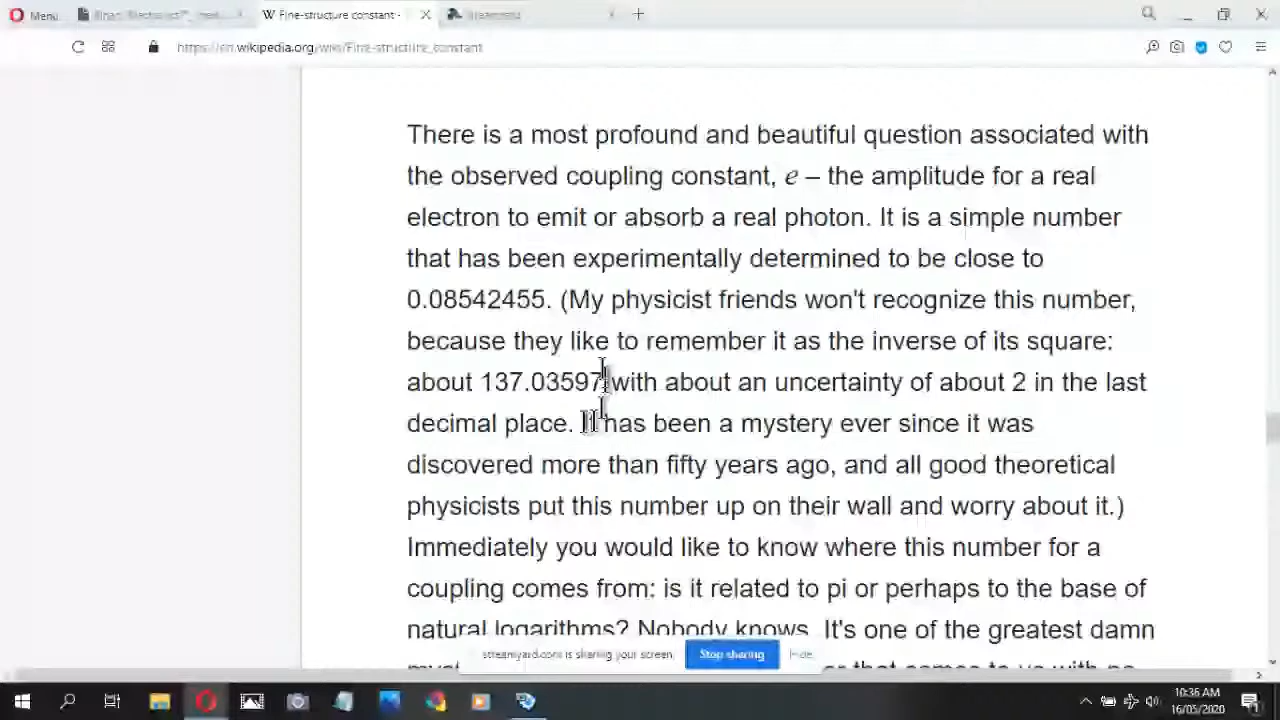 Menu
Fine-structure constant -
https://en.wikipedia.org/wiki/Fine-structure_constant
There is a most profound and beautiful question associated with
the observed coupling constant, e – the amplitude for a real
electron to emit or absorb a real photon. It is a simple number
that has been experimentally determined to be close to
0.08542455. (My physicist friends won't recognize this number,
because they like to remember it as the inverse of its square:
about 137.03597 with about an uncertainty of about 2 in the last
decimal place. It has been a mystery ever since it was
discovered more than fifty years ago, and all good theoretical
physicists put this number up on their wall and worry about it.)
Immediately you would like to know where this number for a
coupling comes from: is it related to pi or perhaps to the base of
natural logarithms? Nobody knows. It's one of the greatest damn
streamyard.com is sharing your screen.
Stop sharing
Hide
10:36 AM
16/05/2020